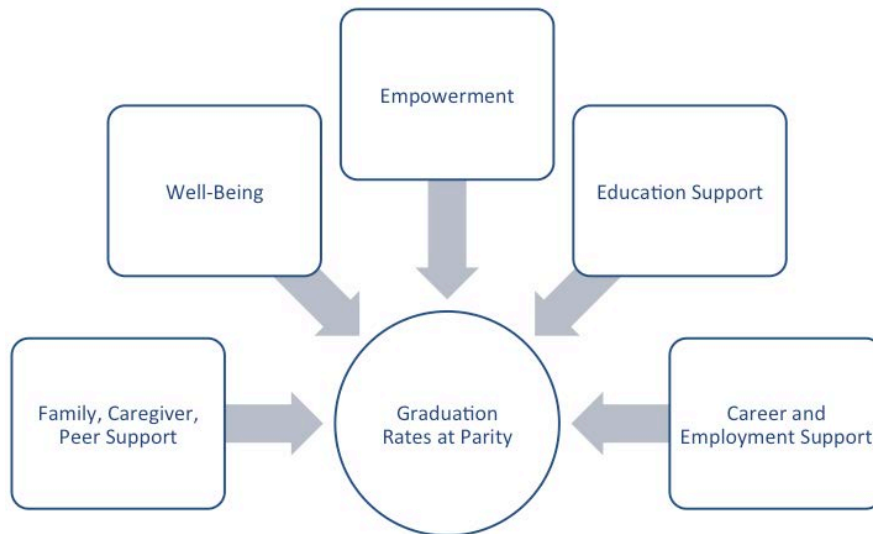 Empowerment
Well-Being
Education Support
Family, Caregiver,
Peer Support
Graduation
Rates at Parity
Career and
Employment Support